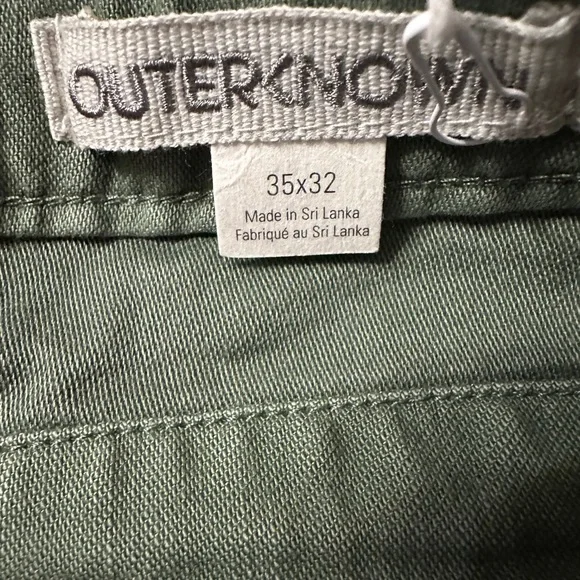 OUTERKNOWN
35x32
Made in Sri Lanka
Fabriqué au Sri Lanka